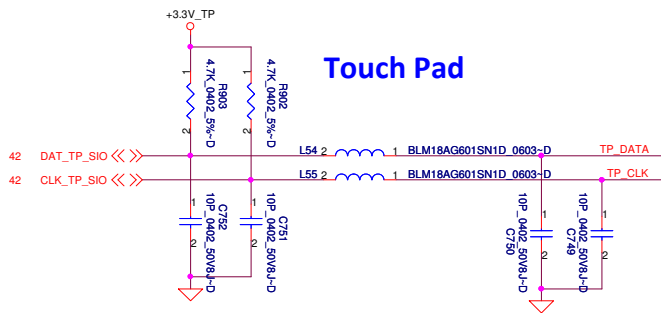 +3.3V_TP
Touch Pad
1
R903
4.7K_0402_5%~D
2
1
R902
4.7K_0402_5%~D
2
42 DAT_TP_SIO
L54 2
1 BLM18AG601SN1D_0603~D
TP_DATA
42 CLK_TP_SIO
L55 2
1 BLM18AG601SN1D_0603~D
TP_CLK
1
C752
10P_0402_50V8J~D
2
1
C751
10P_0402_50V8J~D
2
1
10P_0402_50V8J~D
C750
2
1
10P_0402_50V8J~D
C749
2